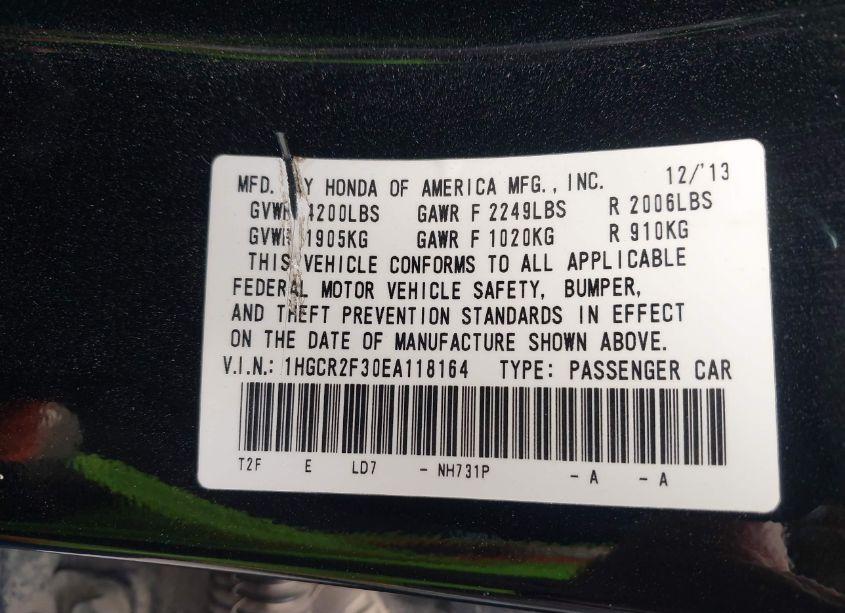 MFD. Y HONDA OF AMERICA MFG., INC. 12/'13
GVWR 4200LBS GAWR F 2249LBS R 2006LBS
GVWR 1905KG GAWR F 1020KG R 910KG
THIS VEHICLE CONFORMS TO ALL APPLICABLE
FEDERAL MOTOR VEHICLE SAFETY, BUMPER,
AND THEFT PREVENTION STANDARDS IN EFFECT
ON THE DATE OF MANUFACTURE SHOWN ABOVE.
V.I.N.: 1HGCR2F30EA118164 TYPE: PASSENGER CAR
T2F E LD7 - NH731P - A - A